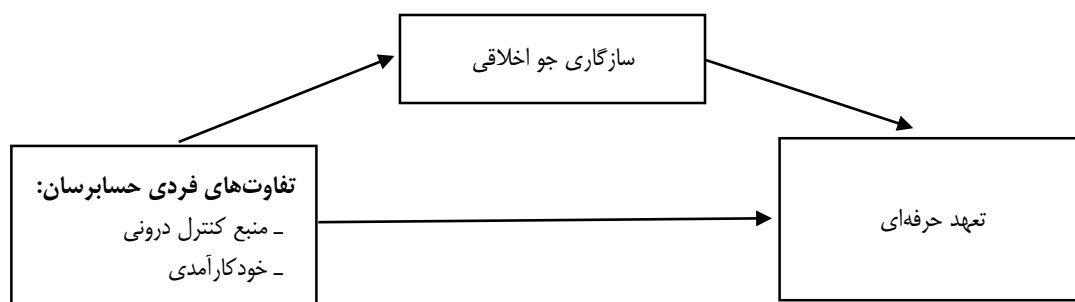 سازگاری جو اخلاقی
تفاوت‌های فردی حسابرسان:
ـ منبع کنترل درونی
ـ خودکارآمدی
تعهد حرفه‌ای